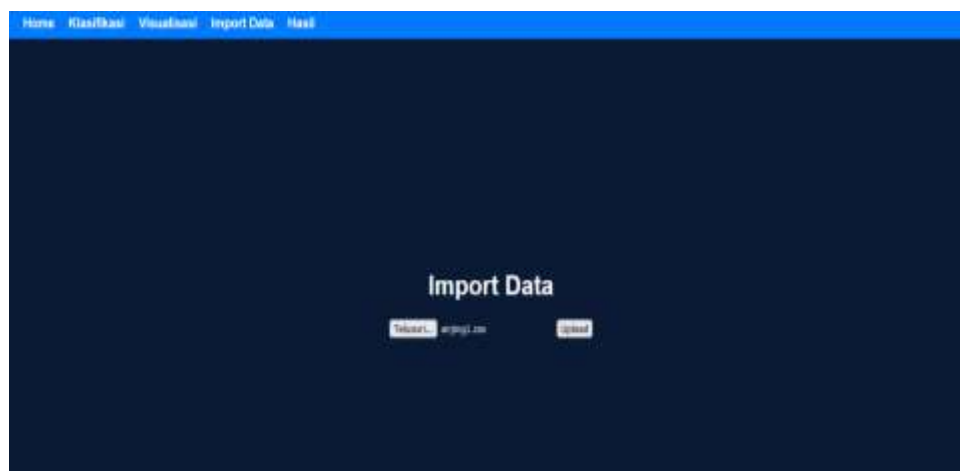 Home Klasifikasi Visualisasi Import Data Hasil
Import Data
Telusuri... Upload